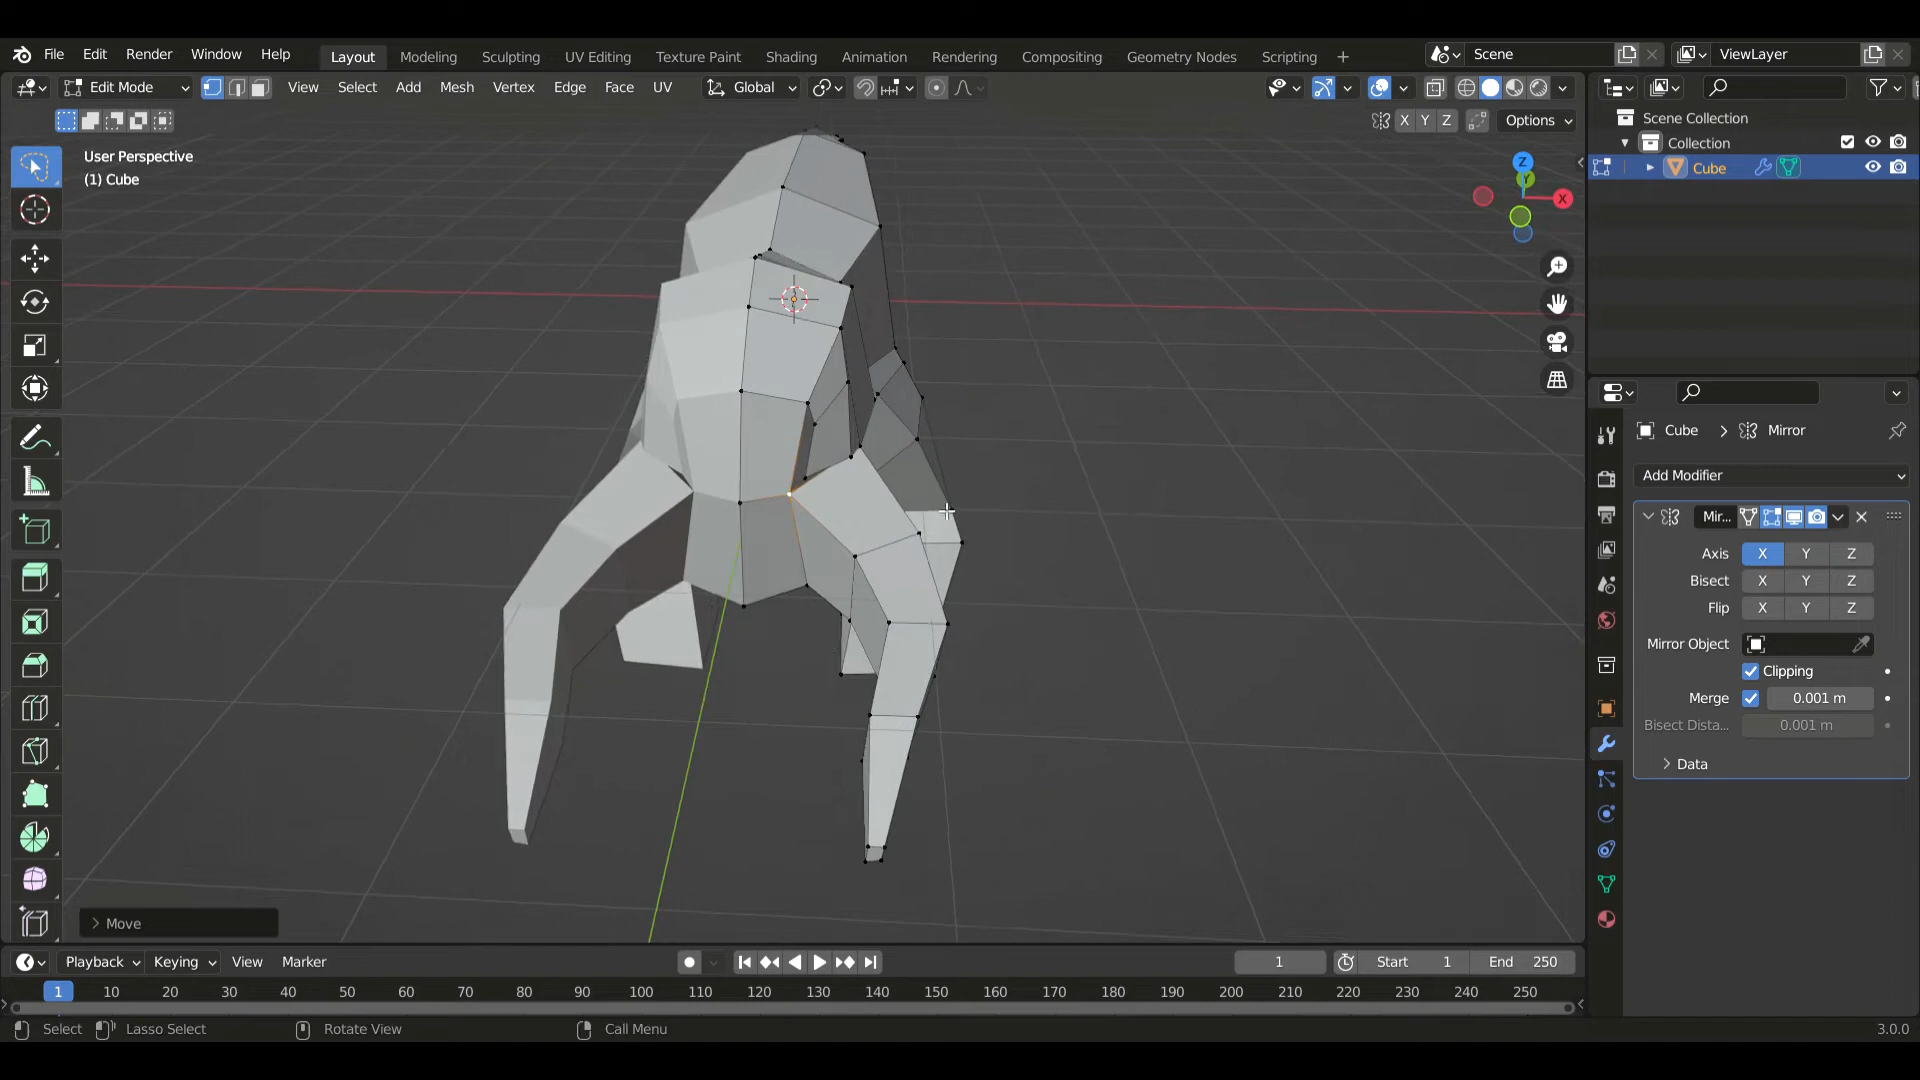 File Edit Render Window Help Layout Modeling Sculpting UV Editing Texture Paint Shading Animation Rendering Compositing Geometry Nodes Scripting + Scene ViewLayer
Edit Mode View Select Add Mesh Vertex Edge Face UV Global
X Y Z Options
User Perspective
(1) Cube
Z
Y
X
Scene Collection
Collection
Cube
Cube > Mirror
Add Modifier
Mir...
Axis X Y Z
Bisect X Y Z
Flip X Y Z
Mirror Object
Clipping
Merge 0.001 m
Bisect Dista... 0.001 m
Data
Move
Playback Keying View Marker 1 Start 1 End 250
1 10 20 30 40 50 60 70 80 90 100 110 120 130 140 150 160 170 180 190 200 210 220 230 240 250
Select Lasso Select Rotate View Call Menu 3.0.0